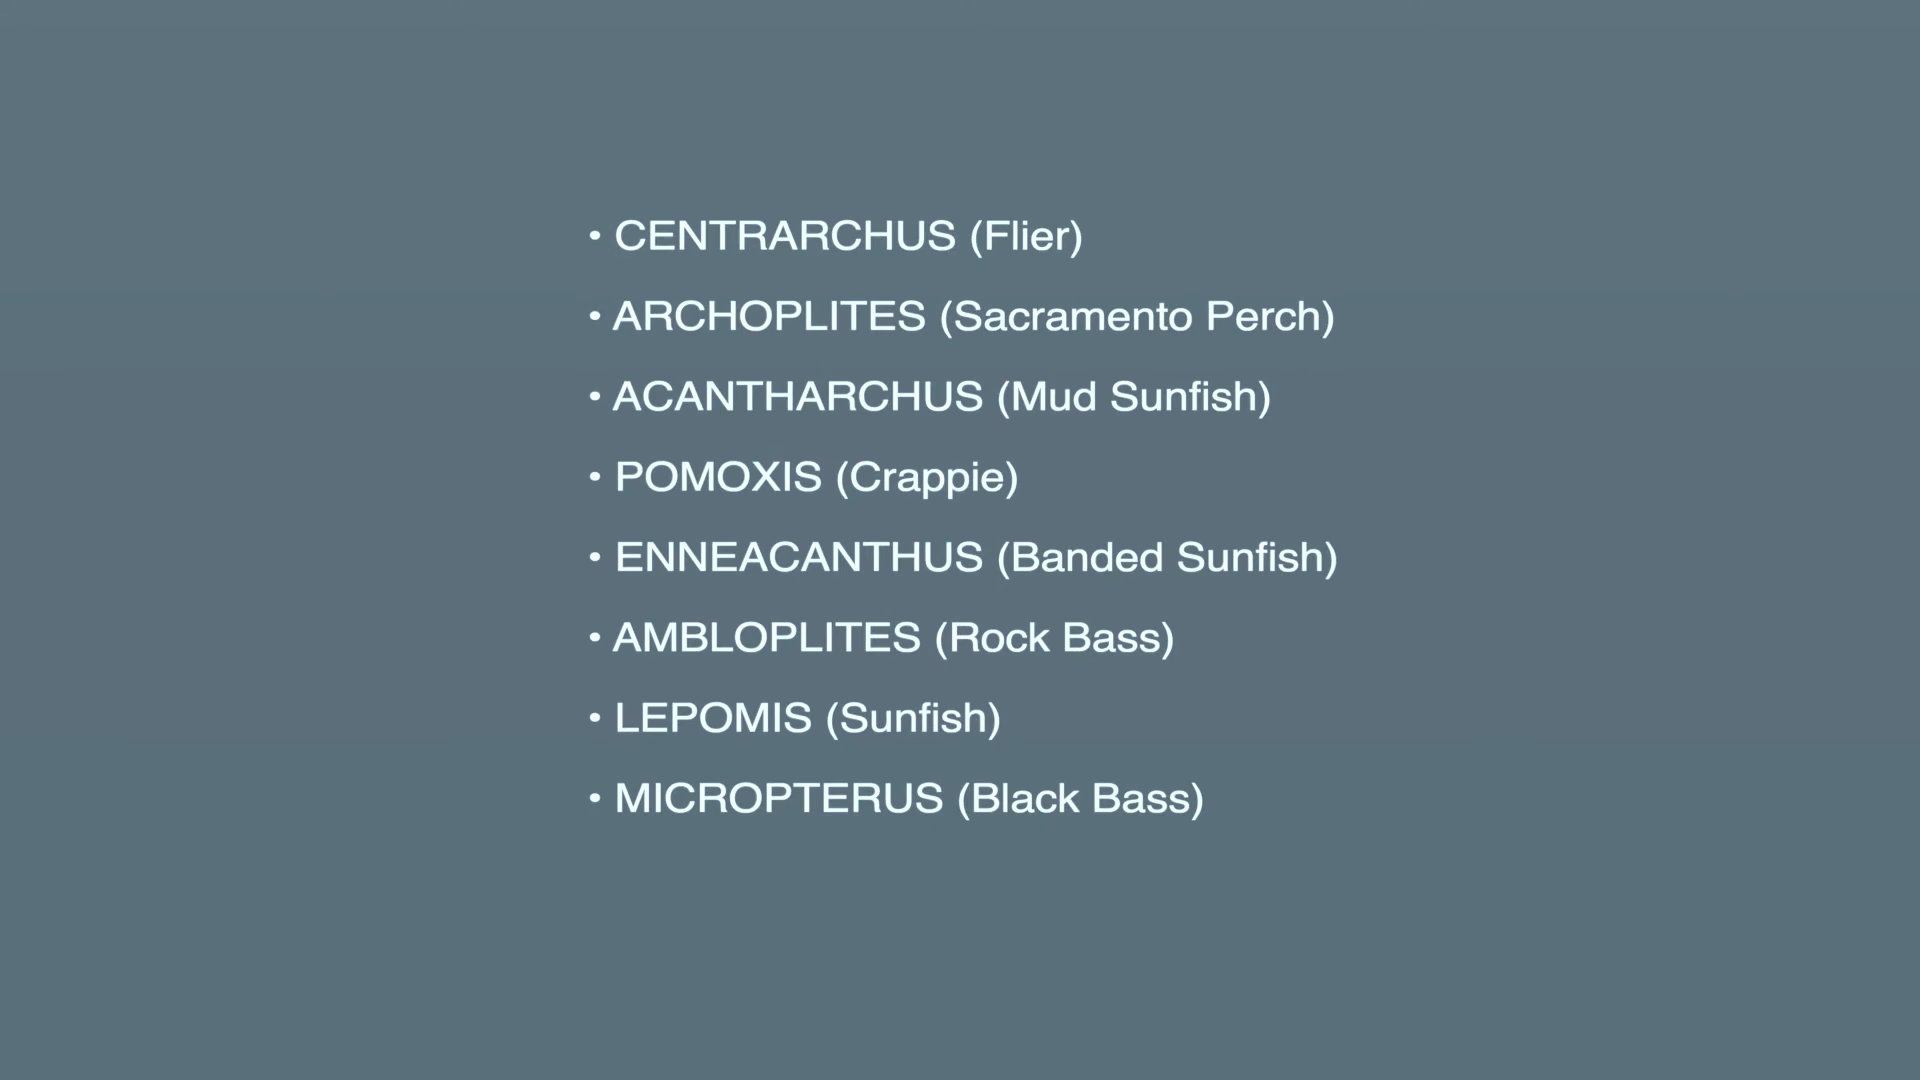 • CENTRARCHUS (Flier)
• ARCHOPLITES (Sacramento Perch)
• ACANTHARCHUS (Mud Sunfish)
• POMOXIS (Crappie)
• ENNEACANTHUS (Banded Sunfish)
• AMBLOPLITES (Rock Bass)
• LEPOMIS (Sunfish)
• MICROPTERUS (Black Bass)